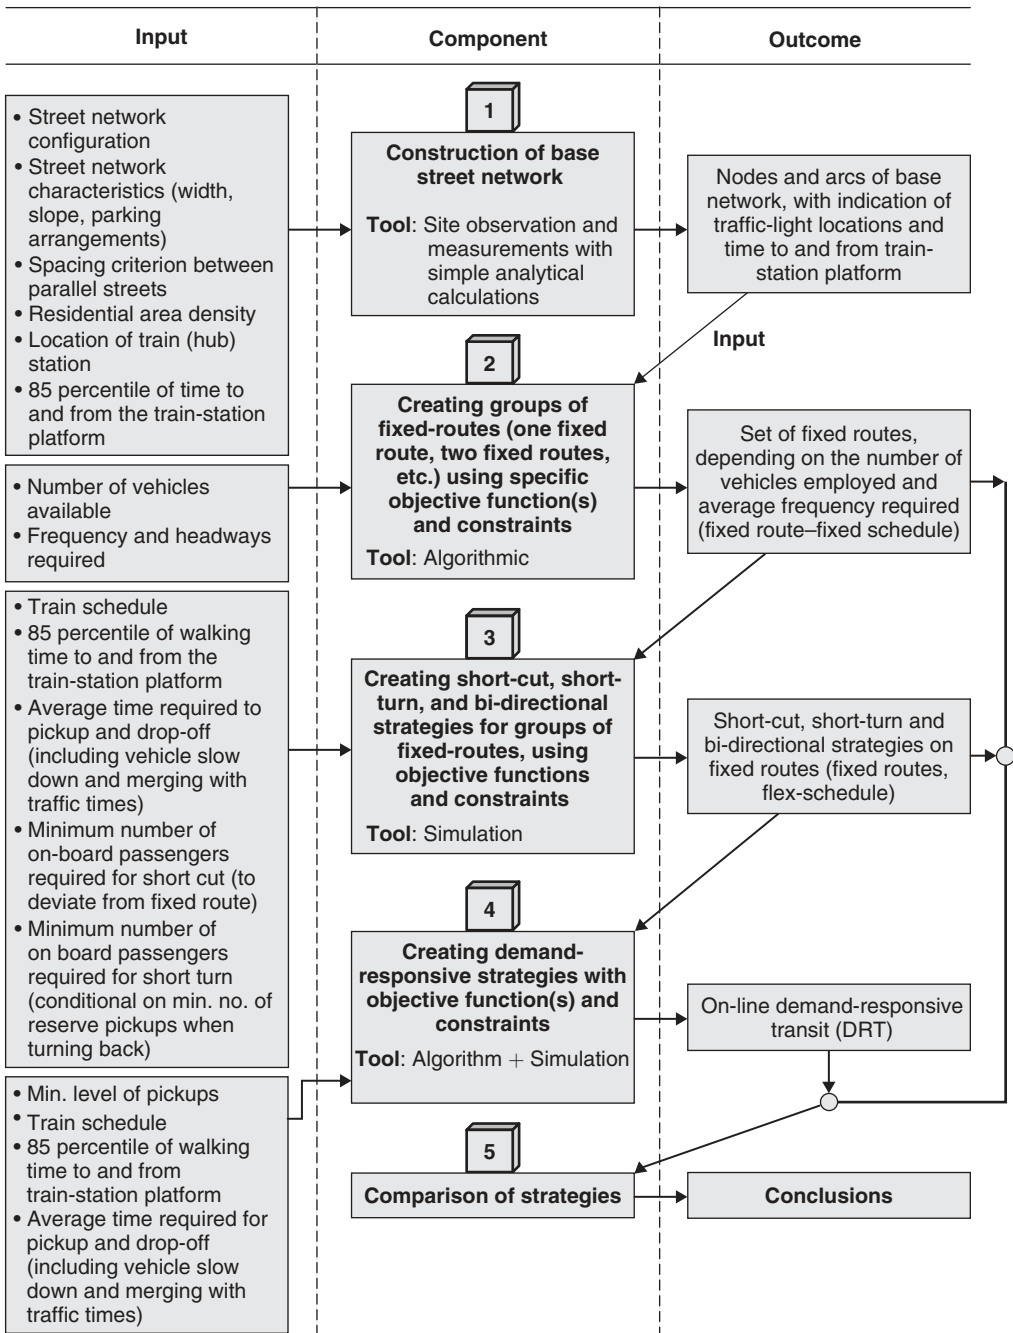 Input
Component
Outcome
• Street network
configuration
• Street network
characteristics (width,
slope, parking
arrangements)
• Spacing criterion between
parallel streets
• Residential area density
• Location of train (hub)
station
• 85 percentile of time to
and from the train-station
platform
1
Construction of base
street network
Tool: Site observation and
measurements with
simple analytical
calculations
Nodes and arcs of base
network, with indication of
traffic-light locations and
time to and from train-
station platform
Input
• Number of vehicles
available
• Frequency and headways
required
2
Creating groups of
fixed-routes (one fixed
route, two fixed routes,
etc.) using specific
objective function(s)
and constraints
Tool: Algorithmic
Set of fixed routes,
depending on the number of
vehicles employed and
average frequency required
(fixed route–fixed schedule)
• Train schedule
• 85 percentile of walking
time to and from the
train-station platform
• Average time required to
pickup and drop-off
(including vehicle slow
down and merging with
traffic times)
• Minimum number of
on-board passengers
required for short cut (to
deviate from fixed route)
• Minimum number of
on board passengers
required for short turn
(conditional on min. no. of
reserve pickups when
turning back)
3
Creating short-cut, short-
turn, and bi-directional
strategies for groups of
fixed-routes, using
objective functions
and constraints
Tool: Simulation
Short-cut, short-turn and
bi-directional strategies on
fixed routes (fixed routes,
flex-schedule)
4
Creating demand-
responsive strategies with
objective function(s) and
constraints
Tool: Algorithm + Simulation
On-line demand-responsive
transit (DRT)
• Min. level of pickups
• Train schedule
• 85 percentile of walking
time to and from
train-station platform
• Average time required for
pickup and drop-off
(including vehicle slow
down and merging with
traffic times)
5
Comparison of strategies
Conclusions